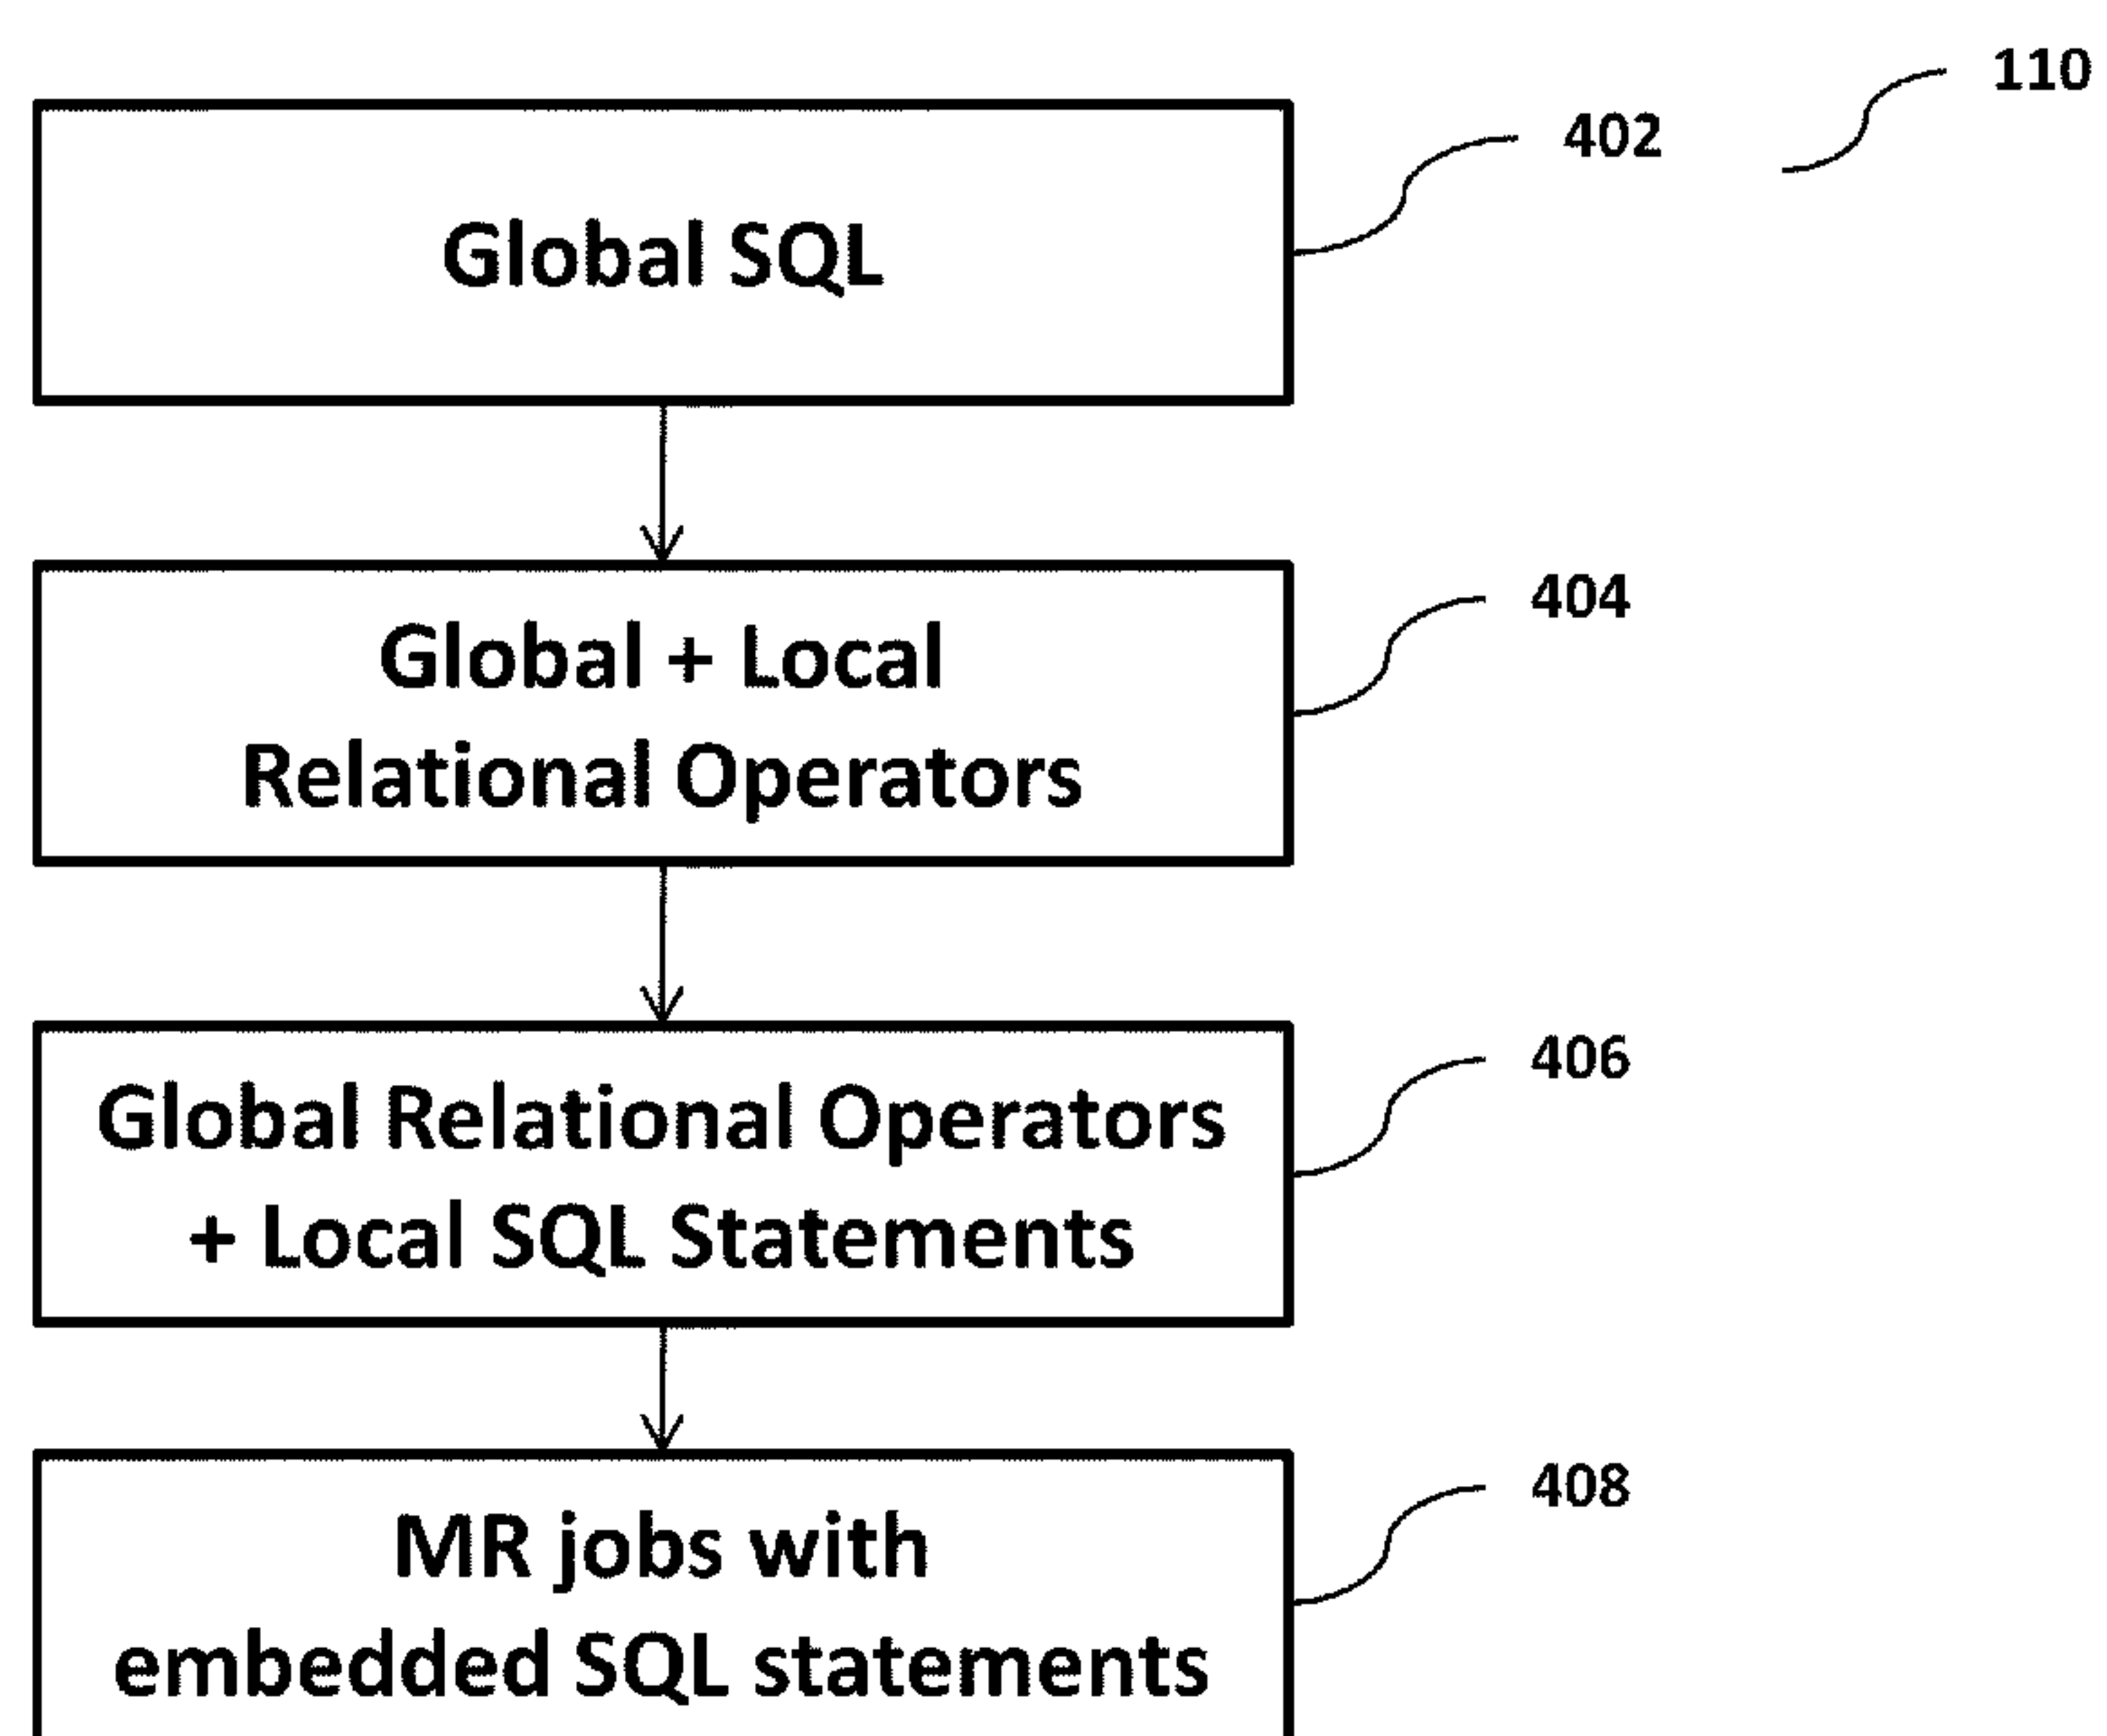 110
402
Global SQL
404
Global + Local
Relational Operators
406
Global Relational Operators
+ Local SQL Statements
408
MR jobs with
embedded SQL statements